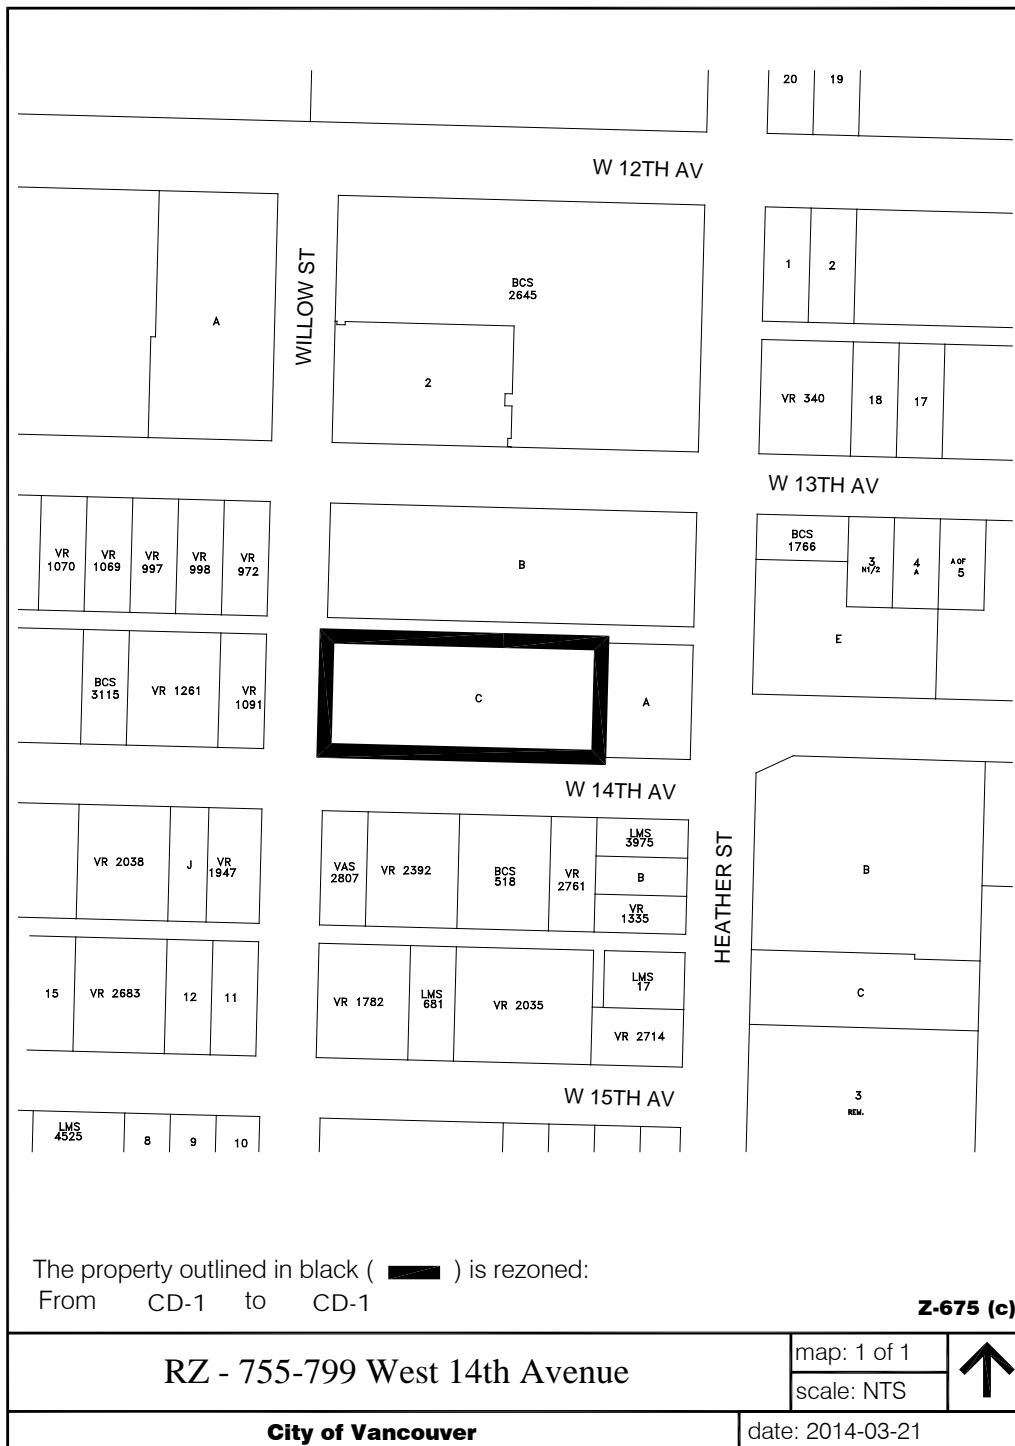 20 19
W 12TH AV
WILLOW ST
1 2
BCS
2645
A
2
VR 340 18 17
W 13TH AV
VR
1070
VR
1069
VR
997
VR
998
VR
972
B
BCS
1766
3
N1/2
4
A
A OF
5
E
BCS
3115
VR 1261
VR
1091
C
A
W 14TH AV
HEATHER ST
VR 2038
J
VR
1947
VAS
2807
VR 2392
BCS
518
VR
2761
LMS
3975
B
VR
1335
B
15
VR 2683
12
11
VR 1782
LMS
681
VR 2035
LMS
17
VR 2714
C
W 15TH AV
3
REM.
LMS
4525
8
9
10
The property outlined in black ( ) is rezoned:
From CD-1 to CD-1
Z-675 (c)
RZ - 755-799 West 14th Avenue
map: 1 of 1
scale: NTS
City of Vancouver
date: 2014-03-21